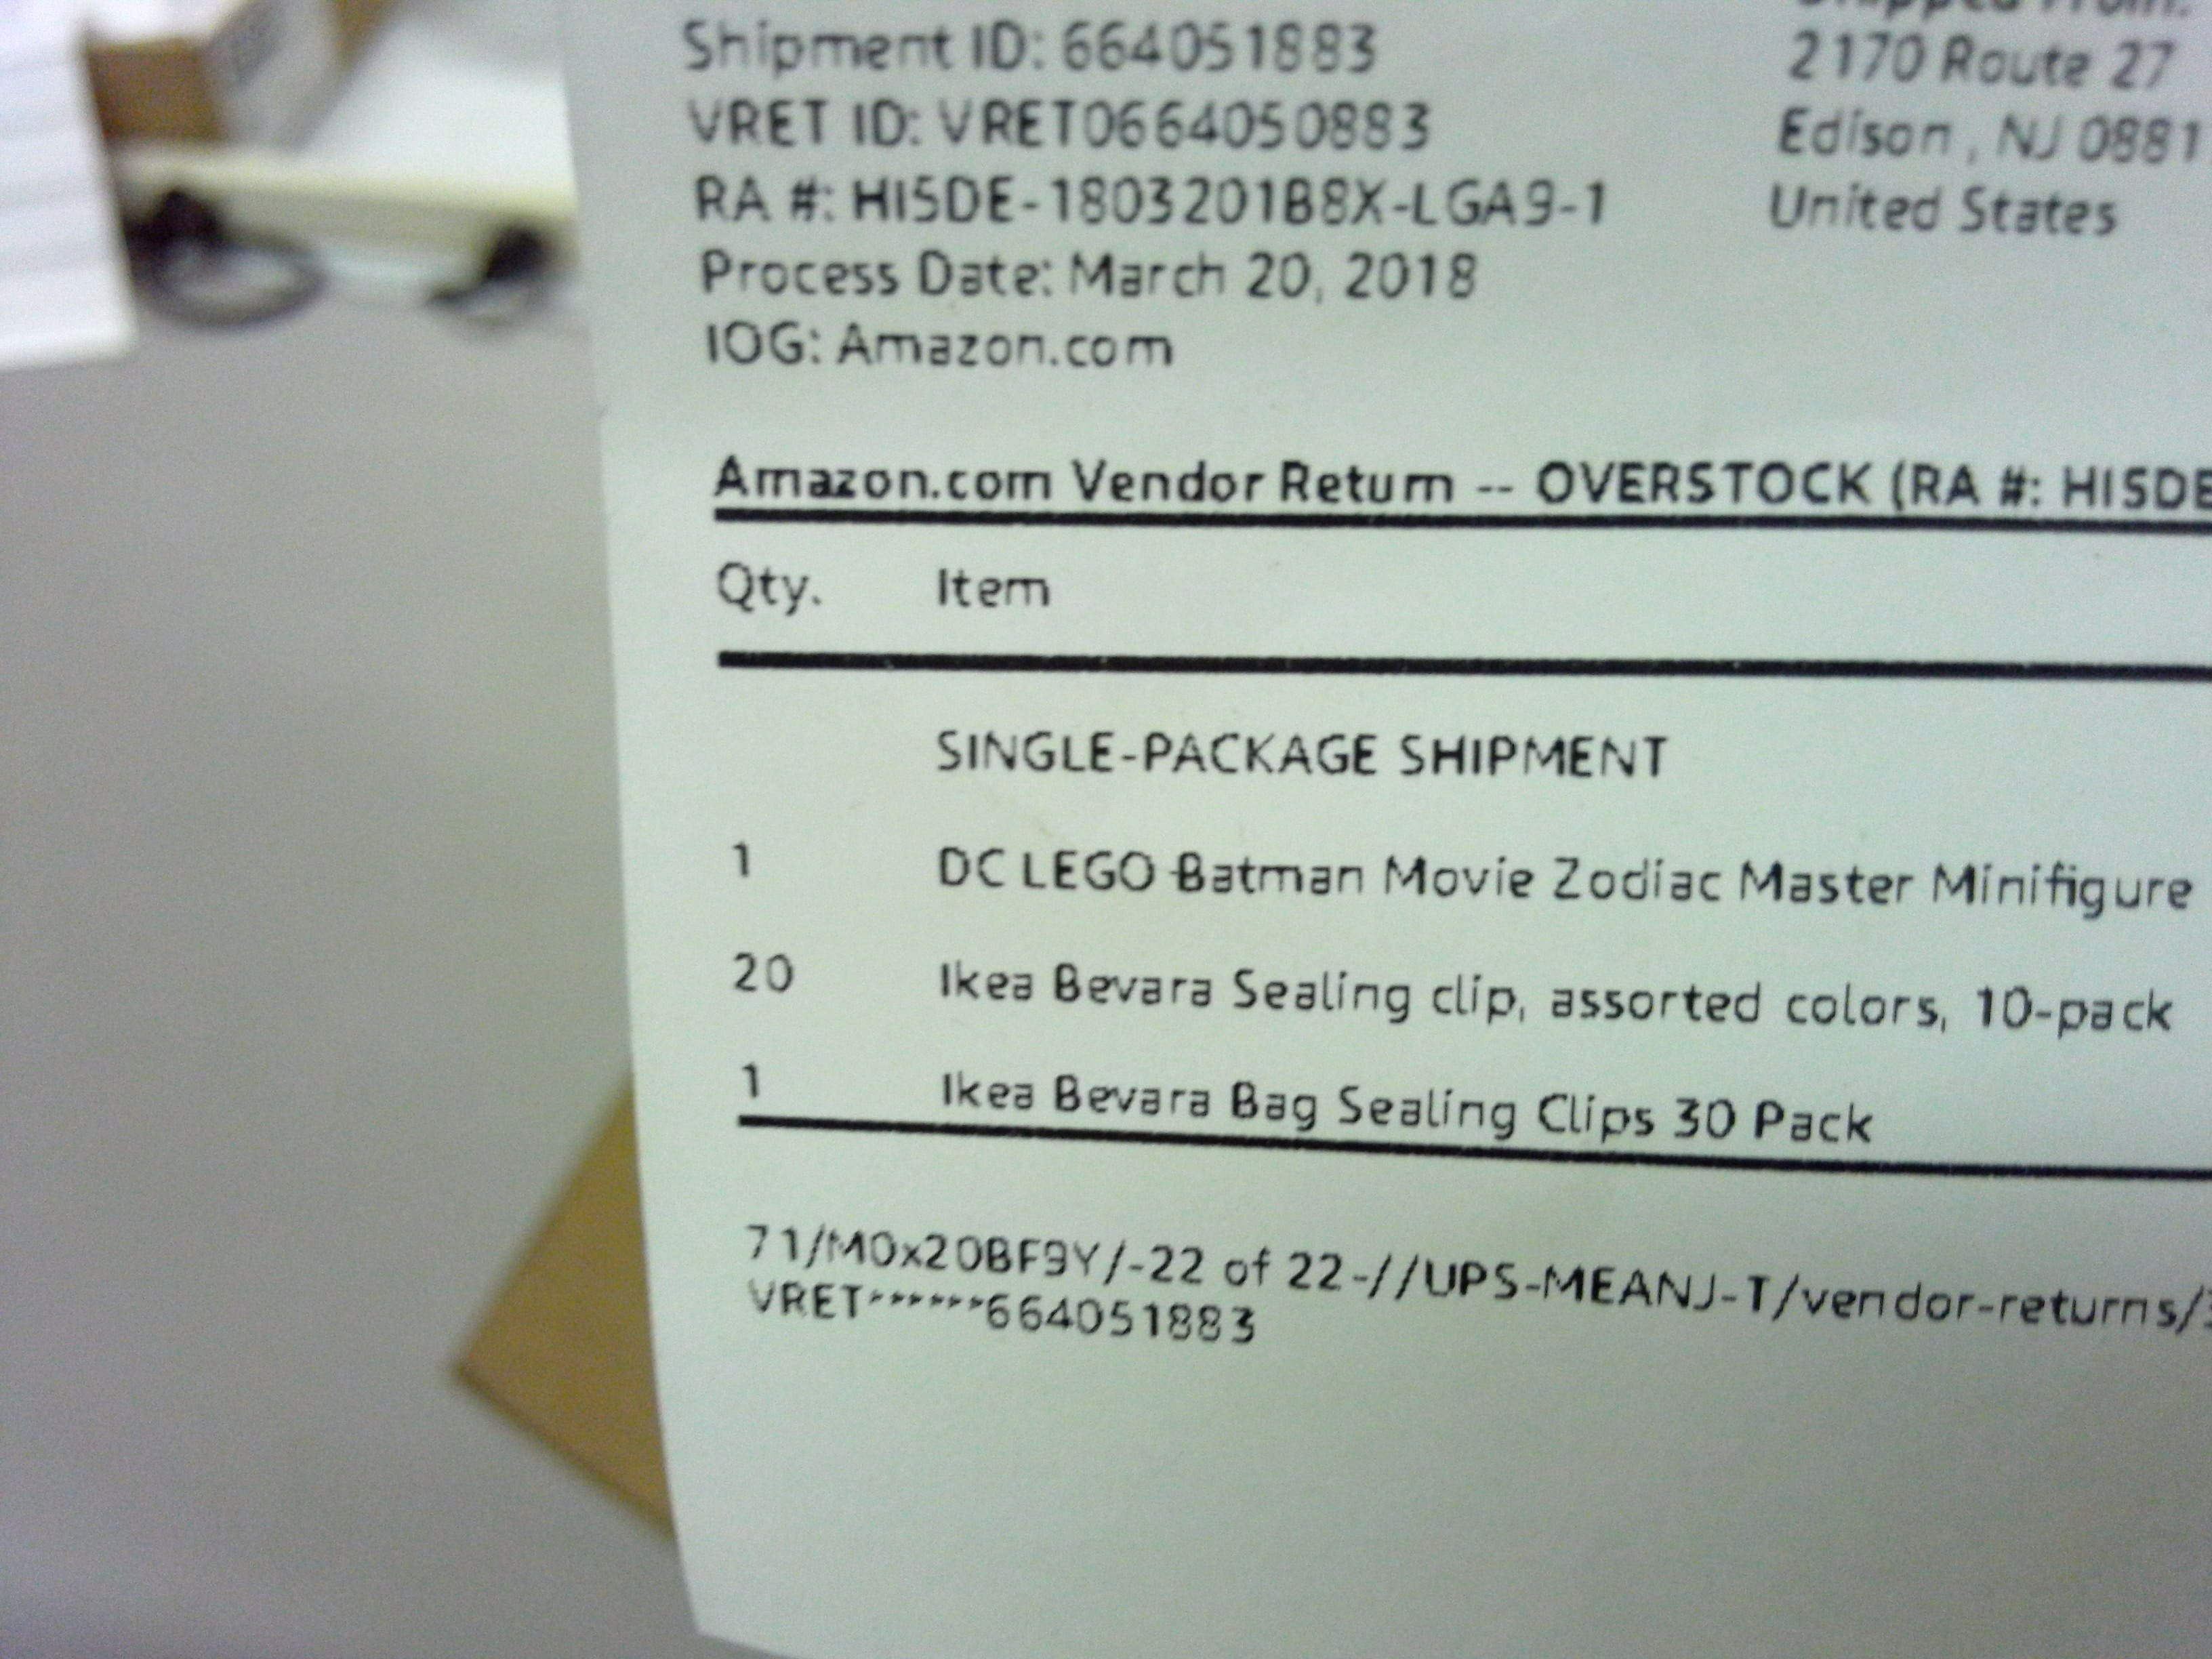 Shipment ID: 664051883
VRET ID: VRET0664050883
RA #: HI5DE-1803201B8X-LGA9-1
Process Date: March 20, 2018
IOG: Amazon.com
Shipped From:
2170 Route 27
Edison , NJ 0881
United States
Amazon.com Vendor Return -- OVERSTOCK (RA #: HI5DE
Qty. Item
SINGLE-PACKAGE SHIPMENT
1 DC LEGO Batman Movie Zodiac Master Minifigure
20 Ikea Bevara Sealing clip, assorted colors, 10-pack
1 Ikea Bevara Bag Sealing Clips 30 Pack
71/M0x20BF9Y/-22 of 22-//UPS-MEANJ-T/vendor-returns/
VRET******664051883